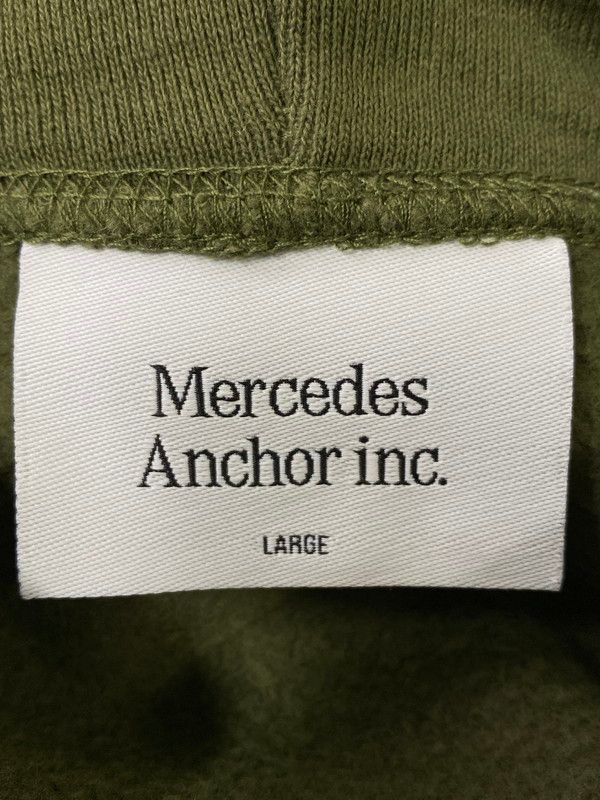 Mercedes
Anchor inc.
LARGE